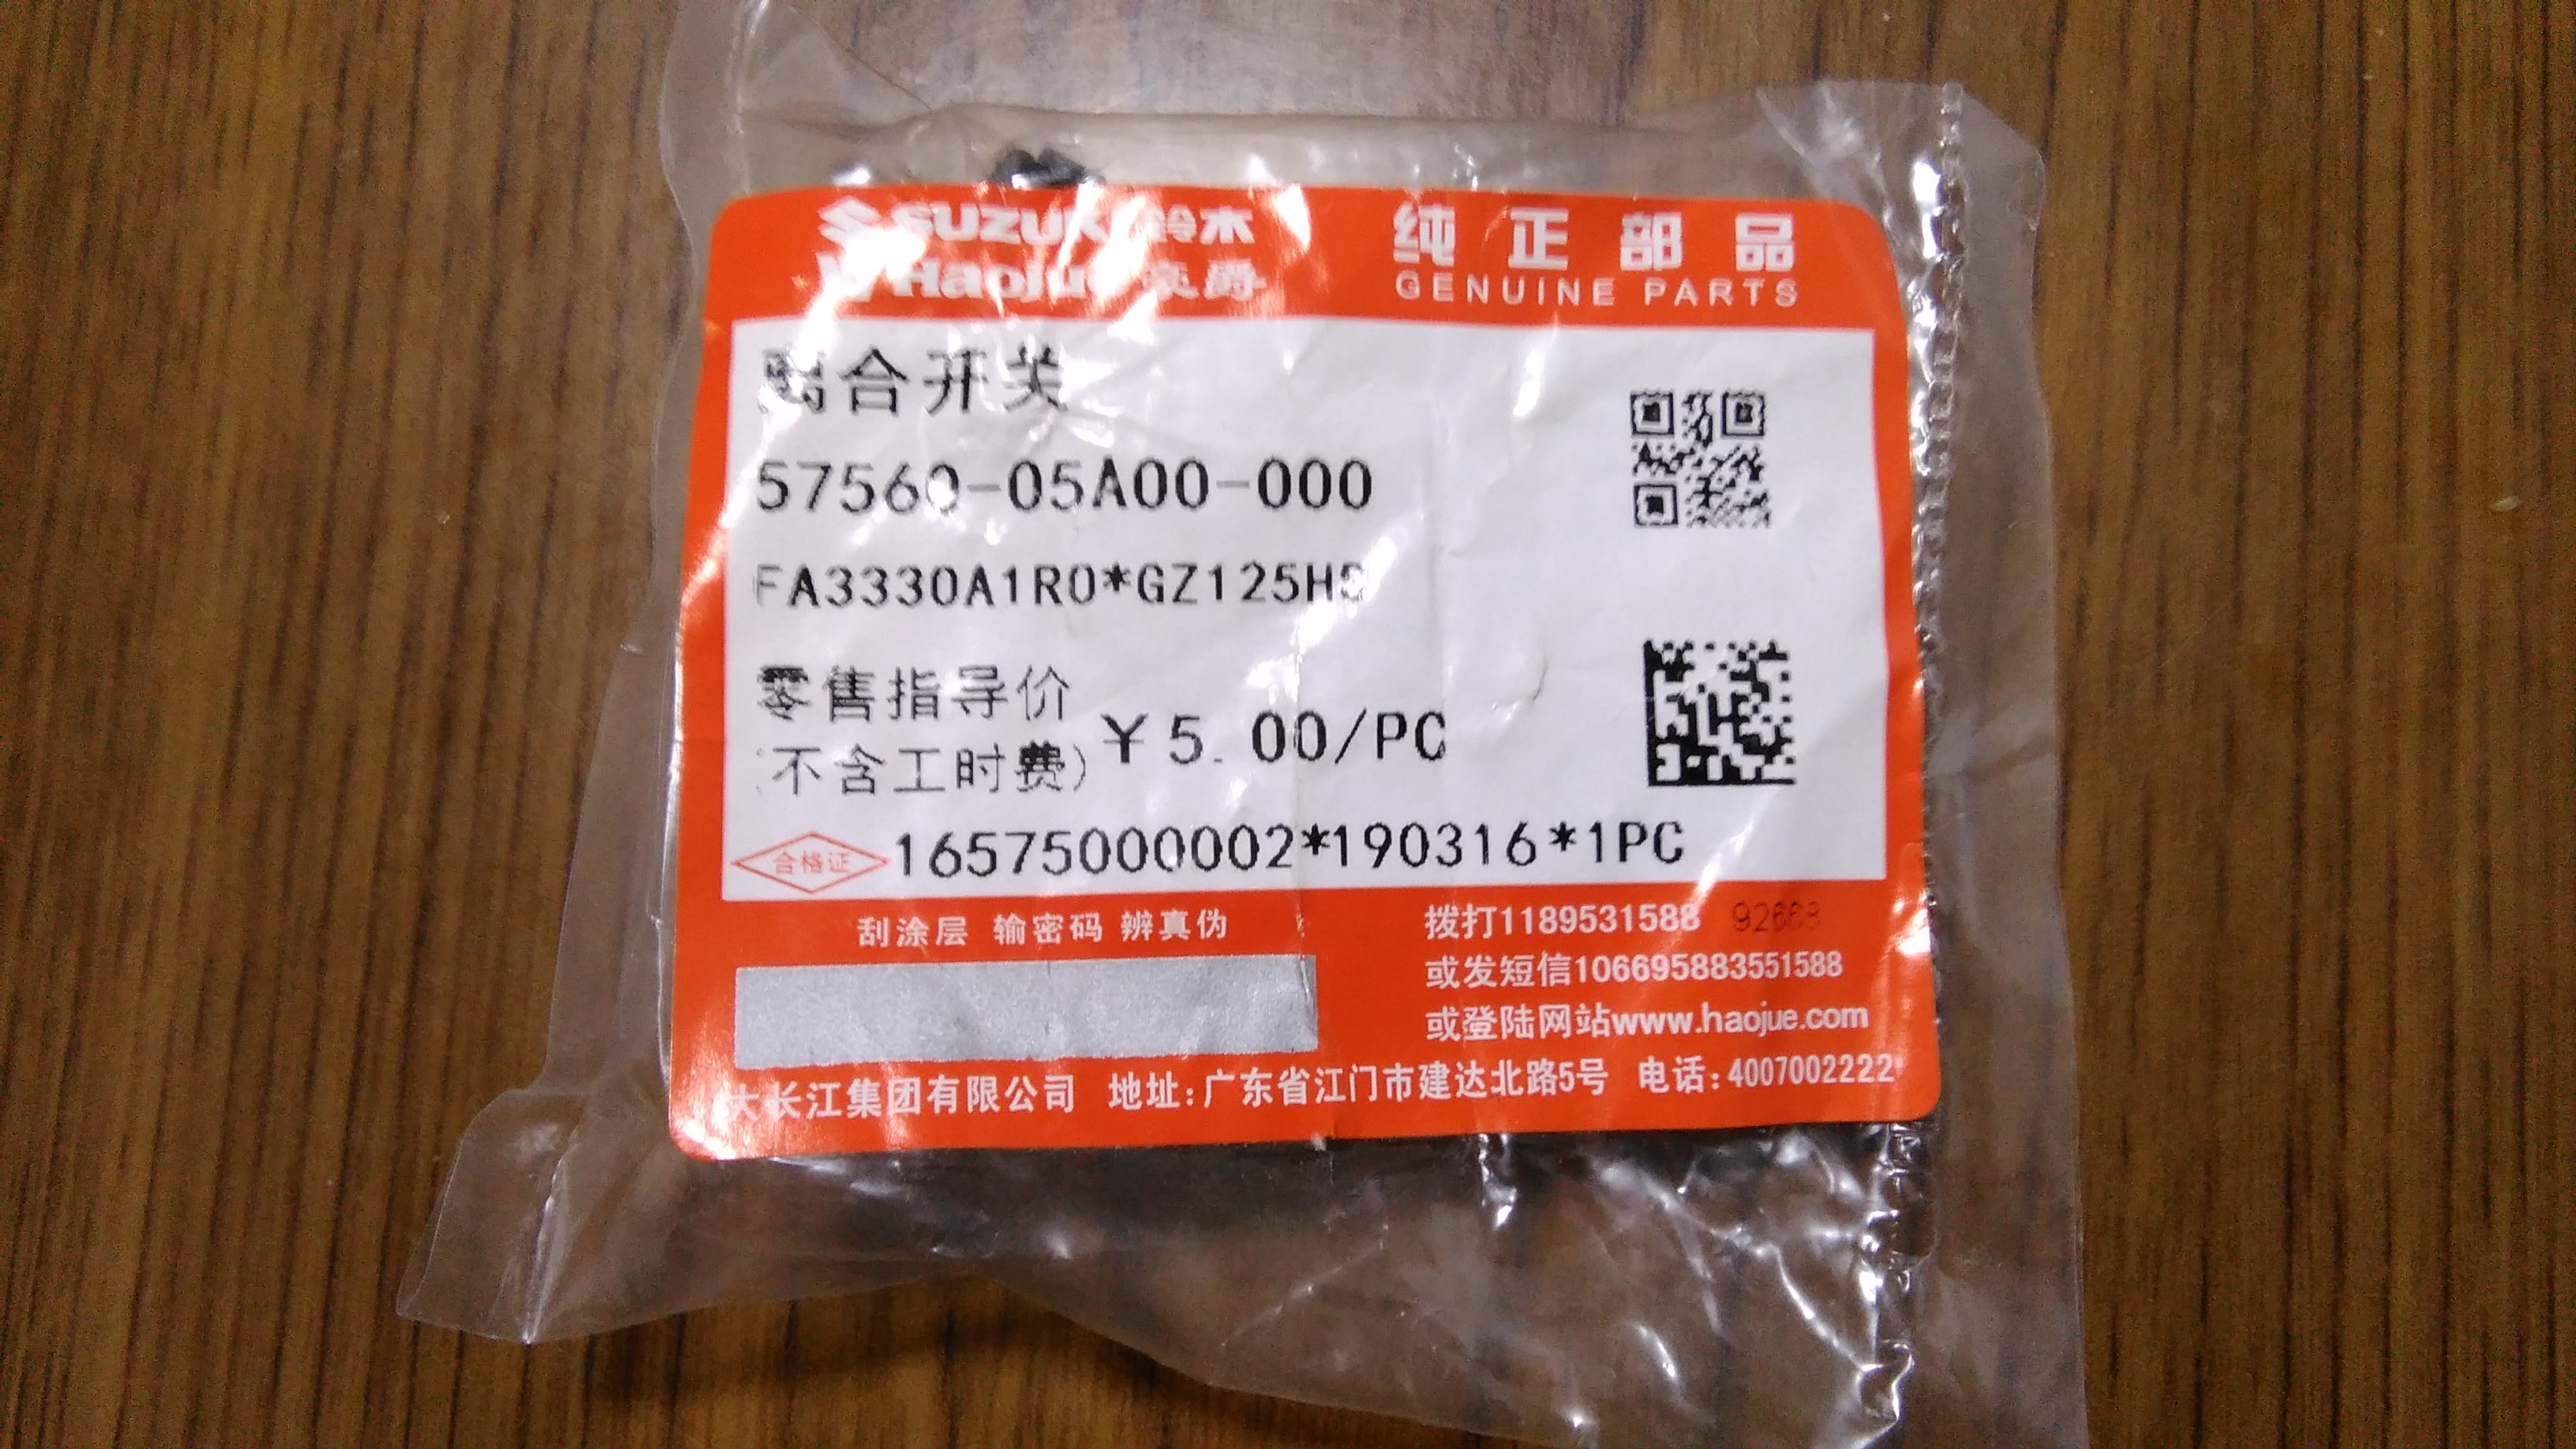 SUZUKI 铃木
Haojue 豪爵
纯正部品
GENUINE PARTS
合开关
57560-05A00-000
FA3330A1R0*GZ125HS
零售指导价
(不含工时费)
￥5.00/PC
合格证
16575000002*190316*1PC
刮涂层 输密码 辨真伪
拨打1189531588 92668
或发短信106695883551588
或登陆网站www.haojue.com
大长江集团有限公司 地址:广东省江门市建达北路5号 电话:4007002222